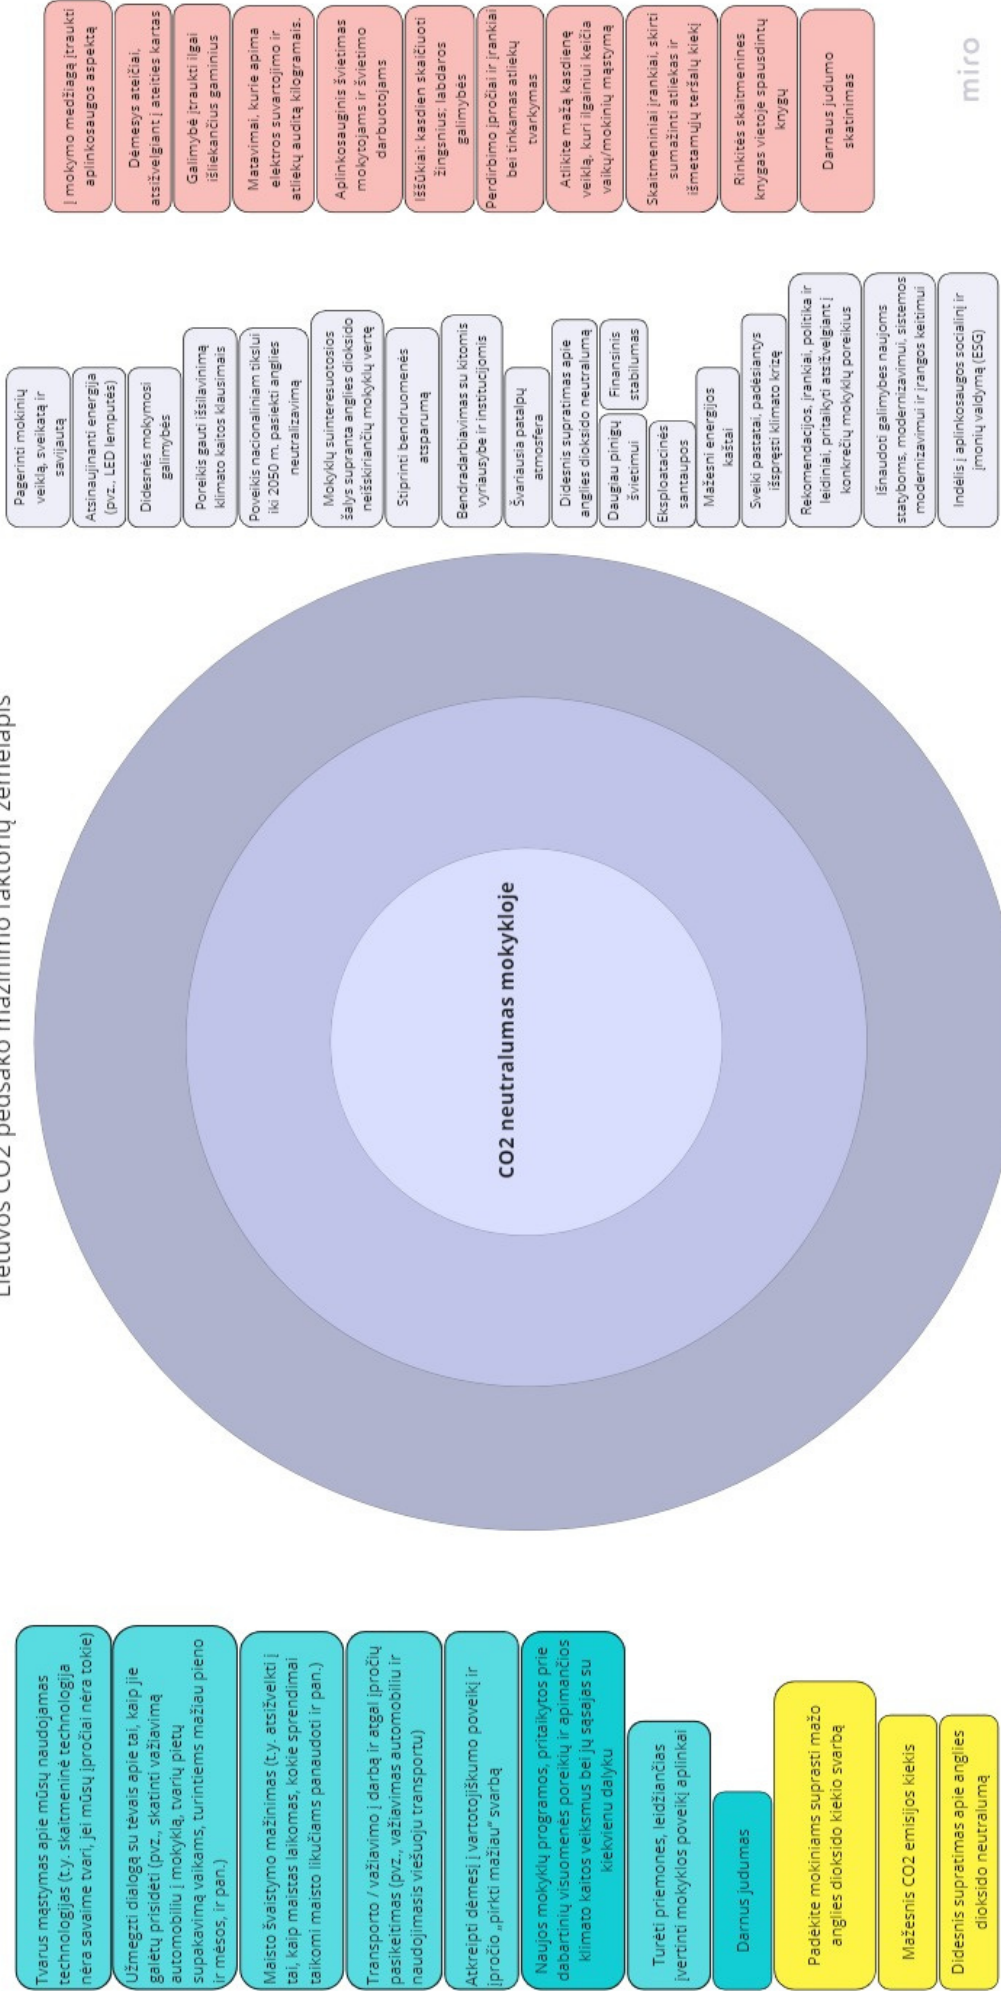 Lietuvos CO2 pėdsako mažinimo faktorių žemėlapis
Tvarus mąstymas apie mūsų naudojamas
technologijas (t.y. skaitmeninė technologija
nėra savaime tvari, jei mūsų įpročiai nėra tokie)
Užmegzti dialogą su tėvais apie tai, kaip jie
galėtų prisidėti (pvz., skatinti važiavimą
automobiliu į mokyklą, tvarių pietų
supakavimą vaikams, turintiems mažiau pieno
ir mėsos, ir pan.)
Maisto švaistymo mažinimas (t.y. atsižvelkti į
tai, kaip maistas laikomas, kokie sprendimai
taikomi maisto likučiams panaudoti ir pan.)
Transporto / važiavimo į darbą ir atgal įpročių
pasikeitimas (pvz., važiavimas automobiliu ir
naudojimasis viešuoju transportu)
Atkreipti dėmesį į vartotojiškumo poveikį ir
įpročio „pirkti mažiau“ svarbą
Naujos mokyklų programos, pritaikytos prie
dabartinių visuomenės poreikių ir apimančios
klimato kaitos veiksmus bei jų sąsajas su
kiekvienu dalyku
Turėti priemones, leidžiančias
įvertinti mokyklos poveikį aplinkai
Darnus judumas
Padėkite mokiniams suprasti mažo
anglies dioksido kiekio svarbą
Mažesnis CO2 emisijos kiekis
Didesnis supratimas apie anglies
dioksido neutralumą
CO2 neutralumas mokykloje
Pagerinti mokinių
veiklą, sveikatą ir
savijautą
Atsinaujinanti energija
(pvz., LED lemputės)
Didesnės mokymosi
galimybės
Poreikis gauti išsilavinimą
klimato kaitos klausimais
Poveikis nacionaliniam tikslui
iki 2050 m. pasiekti anglies
neutralizavimą
Mokyklų suinteresuotosios
šalys supranta anglies dioksido
neišskiriančių mokyklų vertę
Stiprinti bendruomenės
atsparumą
Bendradarbiavimas su kitomis
vyriausybe ir institucijomis
Švariausia patalpų
atmosfera
Didesnis supratimas apie
anglies dioksido neutralumą
Daugiau pinigų
švietimui
Finansinis
stabilumas
Eksploatacinės
santaupos
Mažesni energijos
kaštai
Sveiki pastatai, padėsiantys
išspręsti klimato krizę
Rekomendacijos, įrankiai, politika ir
leidiniai, pritaikyti atsižvelgiant į
konkrečių mokyklų poreikius
Išnaudoti galimybes naujoms
statyboms, modernizavimui, sistemos
modernizavimui ir įrangos keitimui
Indėlis į aplinkosaugos socialinį ir
įmonių valdymą (ESG)
Į mokymo medžiagą įtraukti
aplinkosaugos aspektą
Dėmesys ateičiai,
atsižvelgiant į ateities kartas
Galimybė įtraukti ilgai
išliekančius gaminius
Matavimai, kurie apima
elektros suvartojimo ir
atliekų auditą kilogramais.
Aplinkosauginis švietimas
mokytojams ir švietimo
darbuotojams
Iššūkiai: kasdien skaičiuoti
žingsnius; labdaros
galimybės
Perdirbimo įpročiai ir įrankiai
bei tinkamas atliekų
tvarkymas
Atlikite mažą kasdienę
veiklą, kuri ilgainiui keičia
vaikų/mokinių mąstymą
Skaitmeniniai įrankiai, skirti
sumažinti atliekas ir
išmetamųjų teršalų kiekį
Rinkitės skaitmenines
knygas vietoje spausdintų
knygų
Darnaus judumo
skatinimas
miro